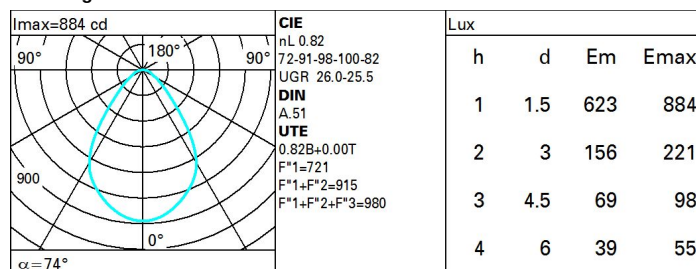 Imax=884 cd
90°
180°
90°
900
0°
α=74°
CIE
nL 0.82
72-91-98-100-82
UGR 26.0-25.5
DIN
A.51
UTE
0.82B+0.00T
F"1=721
F"1+F"2=915
F"1+F"2+F"3=980
Lux
h d Em Emax
1 1.5 623 884
2 3 156 221
3 4.5 69 98
4 6 39 55